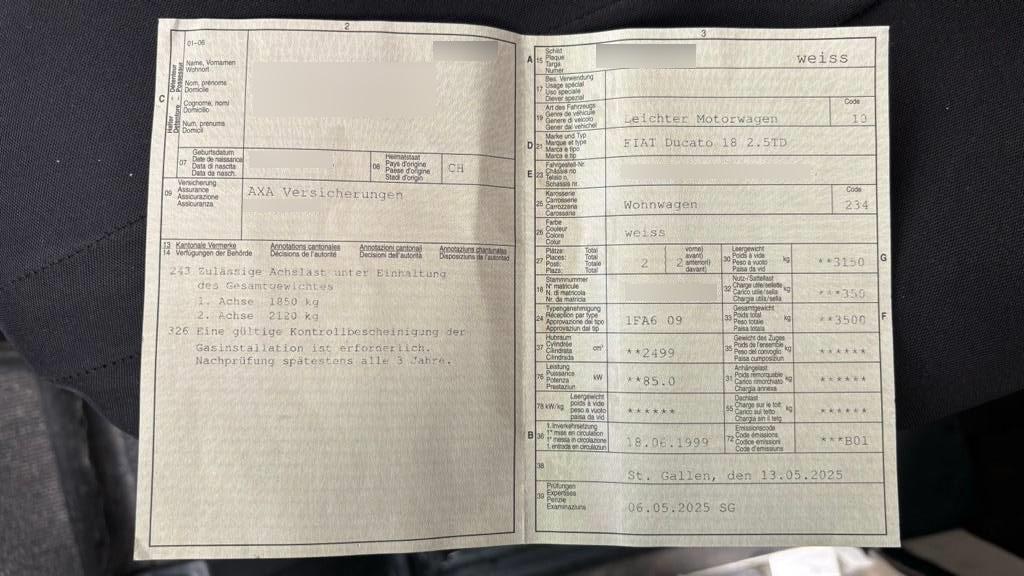 2
01-06
Name, Vornamen
Wohnort
Nom, prénoms
Domicile
Cognome, nomi
Domicilio
Num, prenums
Domicil
C
Halter – Détenteur
Detentore – Possessur
07
Geburtsdatum
Date de naissance
Data di nascita
Data da nasch.
08
Heimatstaat
Pays d'origine
Paese d'origine
Stadi d'origin
CH
09
Versicherung
Assurance
Assicurazione
Assicuranza
AXA Versicherungen
13 Kantonale Vermerke
14 Verfügungen der Behörde
Annotations cantonales
Décisions de l'autorité
Annotazioni cantonali
Decisioni dell'autorità
Annotaziuns chantunalas
Disposiziuns da l'autoritad
243 Zulässige Achslast unter Einhaltung
des Gesamtgewichtes
1. Achse 1850 kg
2. Achse 2120 kg
326 Eine gültige Kontrollbescheinigung der
Gasinstallation ist erforderlich.
Nachprüfung spätestens alle 3 Jahre.
3
A 15
Schild
Plaque
Targa
Numer
weiss
17
Bes. Verwendung
Usage spécial
Uso speciale
Diever spezial
19
Art des Fahrzeugs
Genre de véhicule
Genere di veicolo
Gener dal vehichel
Leichter Motorwagen
Code
10
D 21
Marke und Typ
Marque et type
Marca e tipo
Marca e tip
FIAT Ducato 18 2.5TD
E 23
Fahrgestell-Nr.
Châssis no
Telaio n.
Schassis nr.
25
Karosserie
Carrosserie
Carrozzeria
Carossaria
Wohnwagen
Code
234
26
Farbe
Couleur
Colore
Colur
weiss
27
Plätze: Total
Places: Total
Posti: Totale
Plazs: Total
2
2
vorne)
avant)
anteriori)
davant)
30
Leergewicht
Poids à vide
Peso a vuoto
Paisa da vid
kg
**3150
G
18
Stammnummer
N° matricule
N. di matricola
Nr. da matricla
32
Nutz-/Sattellast
Charge utile/sellette
Carico utile/sella
Chargia utila/sella
kg
***350
24
Typengenehmigung
Réception par type
Approvazione del tipo
Approvaziun dal tip
1FA6 09
33
Gesamtgewicht
Poids total
Peso totale
Paisa totala
kg
**3500
F
37
Hubraum
Cylindrée
Cilindrata
Cilindrada
cm³
**2499
35
Gewicht des Zuges
Poids de l'ensemble
Peso del convoglio
Paisa cumposiziun
kg
******
76
Leistung
Puissance
Potenza
Prestaziun
kW
**85.0
31
Anhängelast
Poids remorquable
Carico rimorchiato
Chargia annexa
kg
******
78 kW/kg
Leergewicht
poids à vide
peso a vuoto
paisa da vid
******
55
Dachlast
Charge sur le toit
Carico sul tetto
Chargia sin il tetg
kg
******
B 36
1. Inverkehrsetzung
1re mise en circulation
1a messa in circolazione
1. entrada en circulaziun
18.06.1999
72
Emissionscode
Code émissions
Codice emissioni
Code d'emissiuns
***B01
38
St. Gallen, den 13.05.2025
39
Prüfungen
Expertises
Perizie
Examinaziuns
06.05.2025 SG